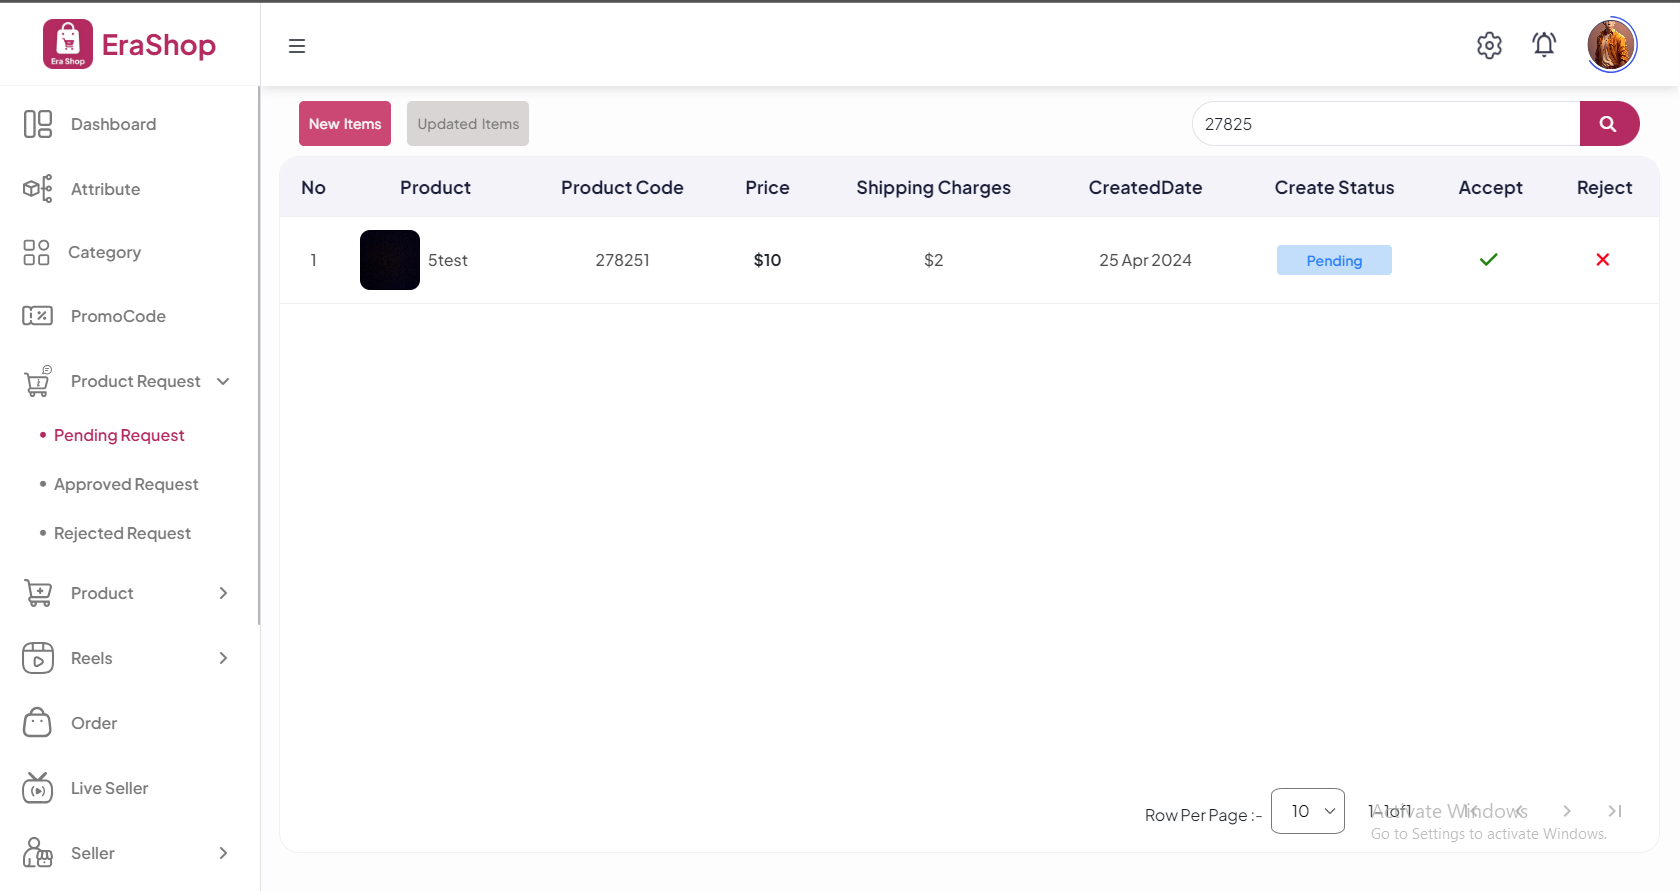 Era Shop
EraShop
Dashboard
Attribute
Category
PromoCode
Product Request
Pending Request
Approved Request
Rejected Request
Product
Reels
Order
Live Seller
Seller
New Items
Updated Items
27825
No Product Product Code Price Shipping Charges CreatedDate Create Status Accept Reject
1 5test 278251 $10 $2 25 Apr 2024 Pending
Row Per Page :- 10 1-1of1
Activate Windows
Go to Settings to activate Windows.